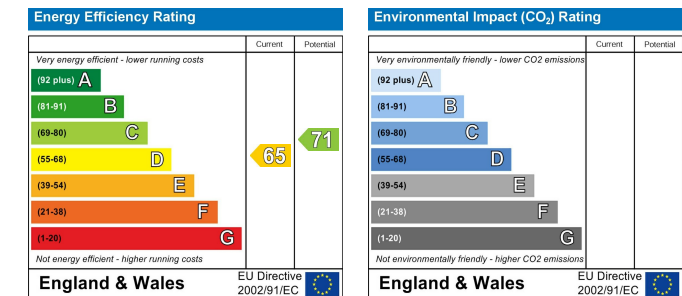 Energy Efficiency Rating
Current Potential
Very energy efficient - lower running costs
(92 plus) A
(81-91) B
(69-80) C
(55-68) D
(39-54) E
(21-38) F
(1-20) G
65
71
Not energy efficient - higher running costs
England & Wales
EU Directive
2002/91/EC
Environmental Impact (CO₂) Rating
Current Potential
Very environmentally friendly - lower CO2 emissions
(92 plus) A
(81-91) B
(69-80) C
(55-68) D
(39-54) E
(21-38) F
(1-20) G
Not environmentally friendly - higher CO2 emissions
England & Wales
EU Directive
2002/91/EC